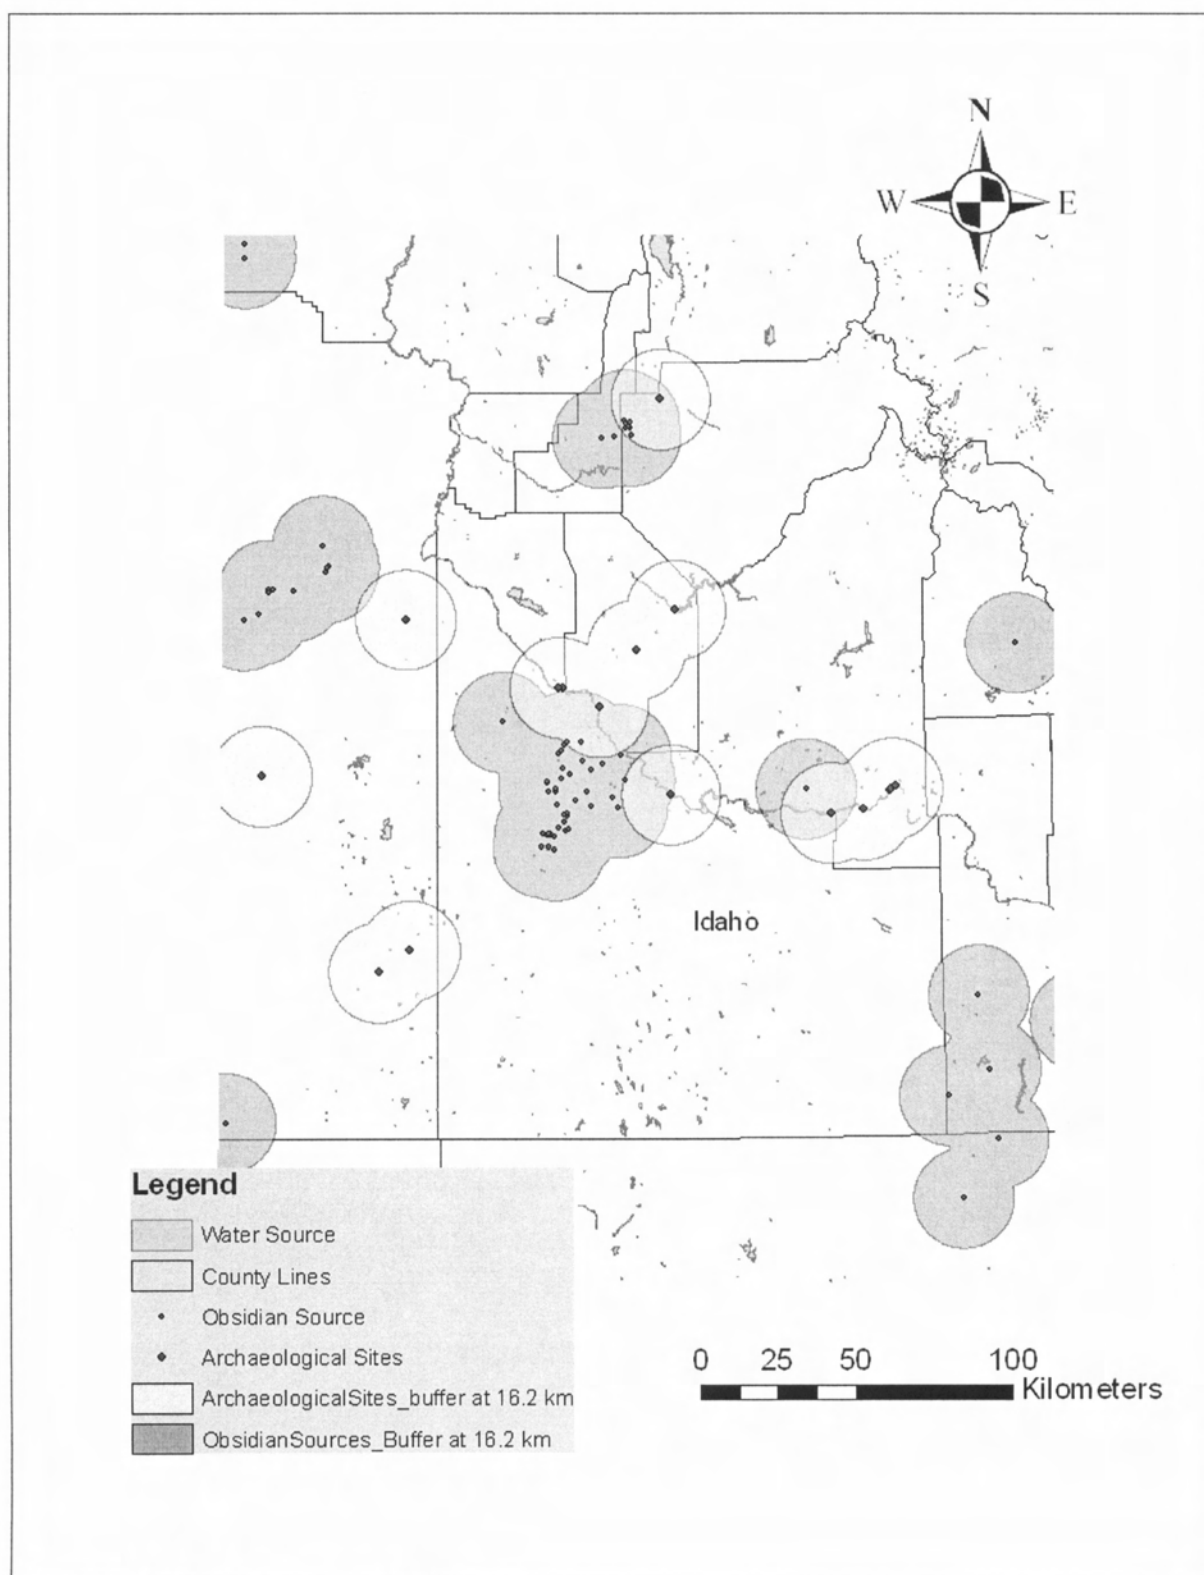 N
W E
S
Idaho
Legend
Water Source
County Lines
Obsidian Source
Archaeological Sites
ArchaeologicalSites_buffer at 16.2 km
ObsidianSources_Buffer at 16.2 km
0 25 50 100
Kilometers